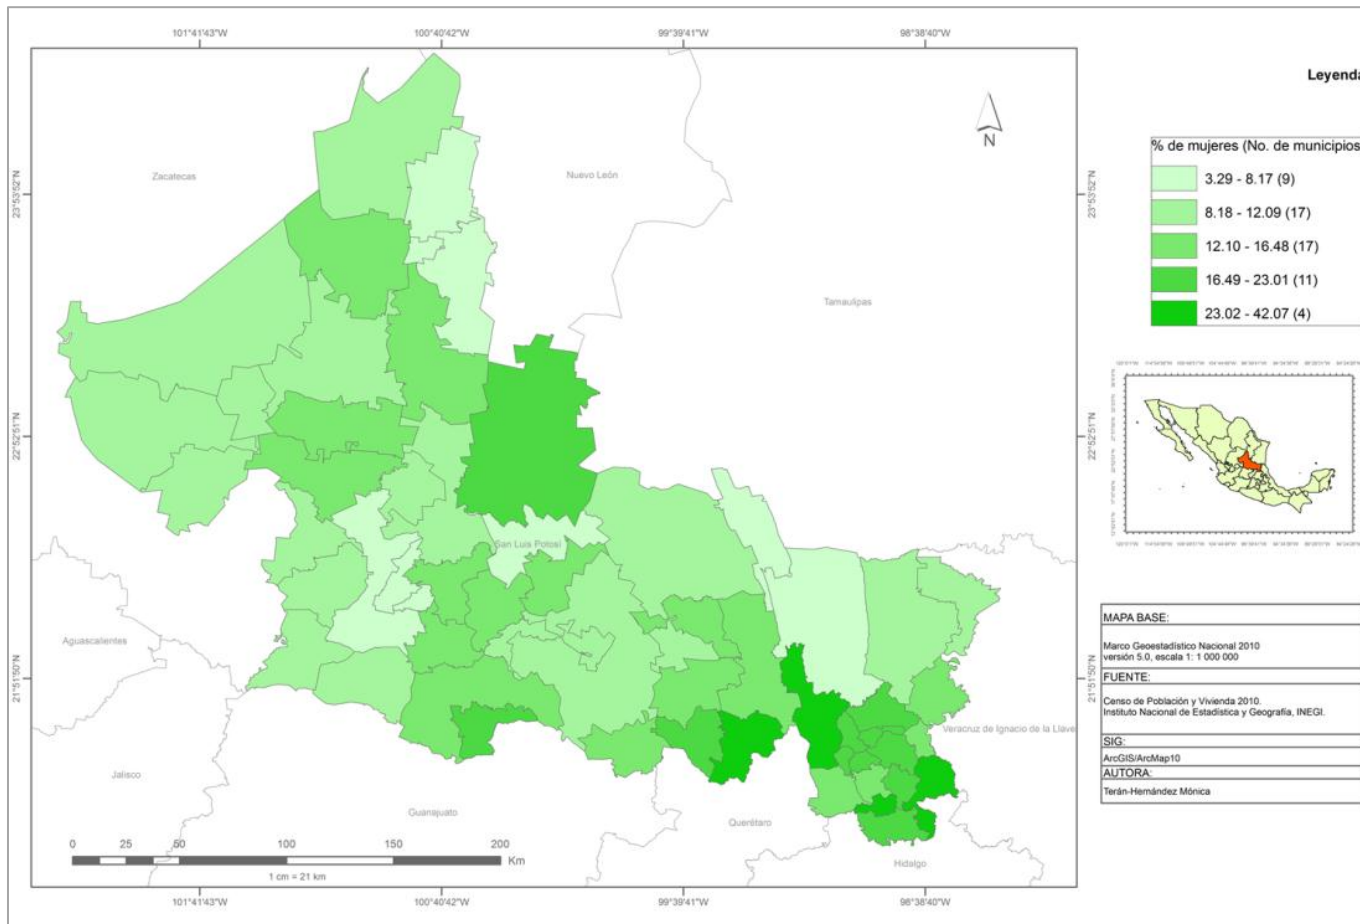 101°41'43"W 100°40'42"W 99°39'41"W 98°38'40"W
Leyenda
N
% de mujeres (No. de municipios
3.29 - 8.17 (9)
8.18 - 12.09 (17)
12.10 - 16.48 (17)
16.49 - 23.01 (11)
23.02 - 42.07 (4)
Zacatecas
Nuevo León
Tamaulipas
San Luis Potosí
Aguascalientes
Veracruz de Ignacio de la Llave
Jalisco
Guanajuato
Querétaro
Hidalgo
23°53'52"N
22°52'51"N
21°51'50"N
23°53'52"N
22°52'51"N
21°51'50"N
0 25 50 100 150 200
Km
1 cm = 21 km
101°41'43"W 100°40'42"W 99°39'41"W 98°38'40"W
MAPA BASE:
Marco Geoestadístico Nacional 2010
versión 5.0, escala 1: 1 000 000
FUENTE:
Censo de Población y Vivienda 2010.
Instituto Nacional de Estadística y Geografía, INEGI.
SIG:
ArcGIS/ArcMap10
AUTORA:
Terán-Hernández Mónica